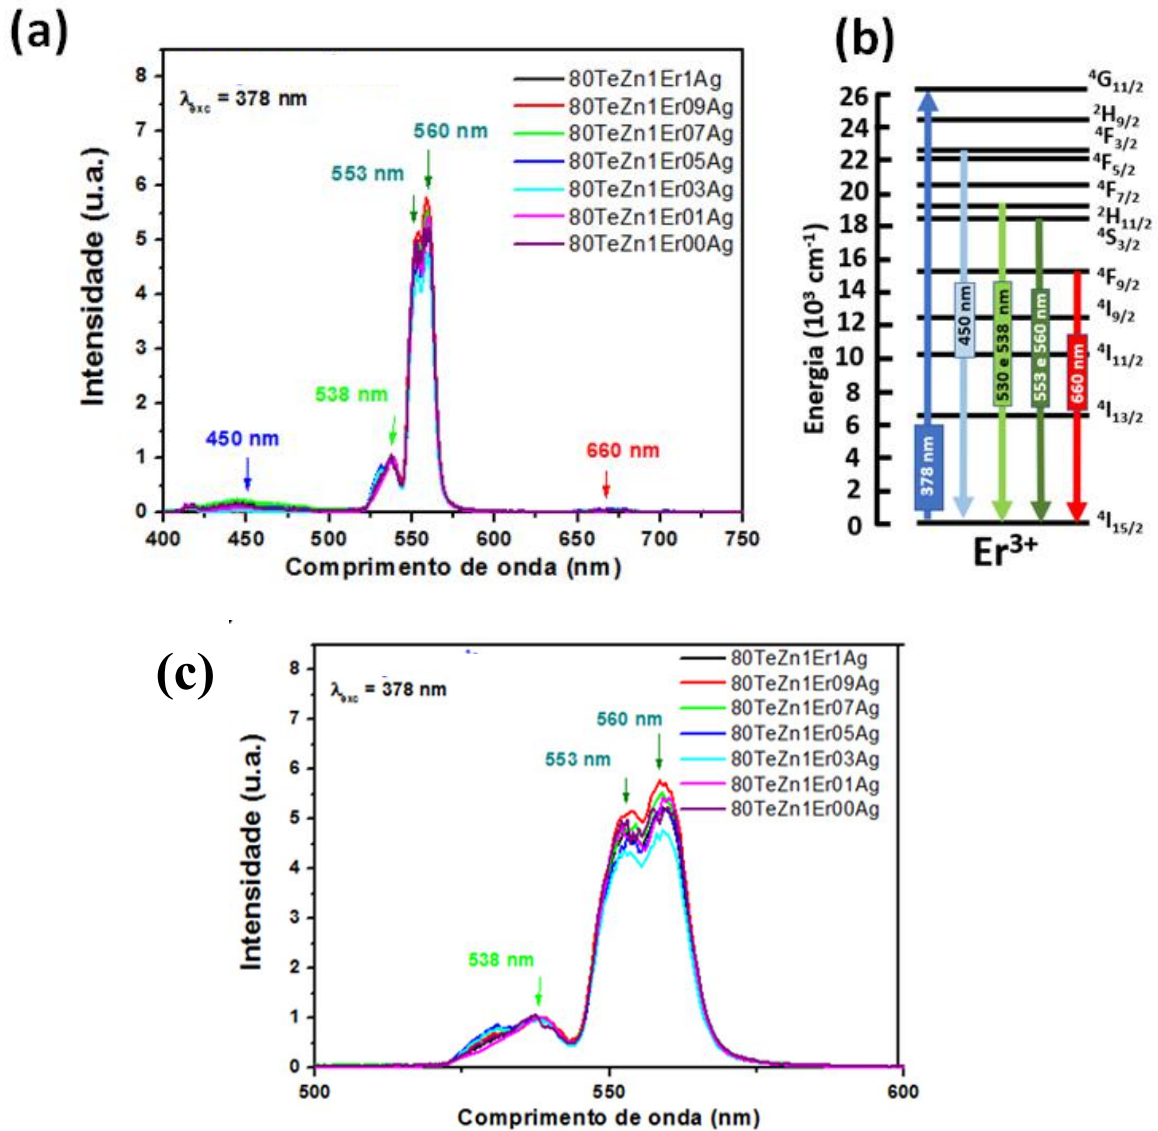 (a)
8
7
6
5
4
3
2
1
0
Intensidade (u.a.)
λexc = 378 nm
80TeZn1Er1Ag
80TeZn1Er09Ag
80TeZn1Er07Ag
80TeZn1Er05Ag
80TeZn1Er03Ag
80TeZn1Er01Ag
80TeZn1Er00Ag
560 nm
553 nm
538 nm
450 nm
660 nm
400 450 500 550 600 650 700 750
Comprimento de onda (nm)
(b)
26
24
22
20
18
16
14
12
10
8
6
4
2
0
Energia (10³ cm⁻¹)
⁴G11/2
²H9/2
⁴F3/2
⁴F5/2
⁴F7/2
²H11/2
⁴S3/2
⁴F9/2
⁴I9/2
⁴I11/2
⁴I13/2
⁴I15/2
378 nm
450 nm
530 e 538 nm
553 e 560 nm
660 nm
Er³⁺
(c)
8
7
6
5
4
3
2
1
0
Intensidade (u.a.)
λexc = 378 nm
80TeZn1Er1Ag
80TeZn1Er09Ag
80TeZn1Er07Ag
80TeZn1Er05Ag
80TeZn1Er03Ag
80TeZn1Er01Ag
80TeZn1Er00Ag
560 nm
553 nm
538 nm
500 550 600
Comprimento de onda (nm)